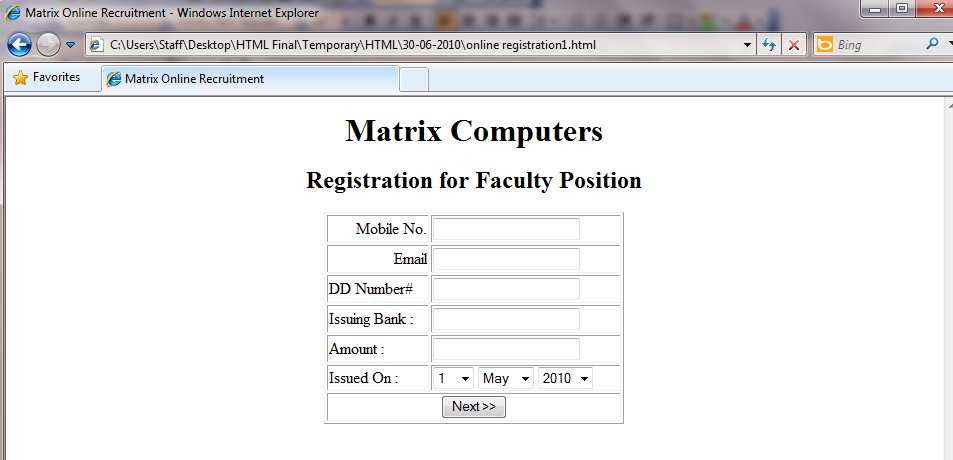 Matrix Online Recruitment - Windows Internet Explorer
C:\Users\Staff\Desktop\HTML Final\Temporary\HTML\30-06-2010\online registration1.html
Bing
Favorites
Matrix Online Recruitment
Matrix Computers
Registration for Faculty Position
Mobile No.
Email
DD Number#
Issuing Bank :
Amount :
Issued On : 1 May 2010
Next >>